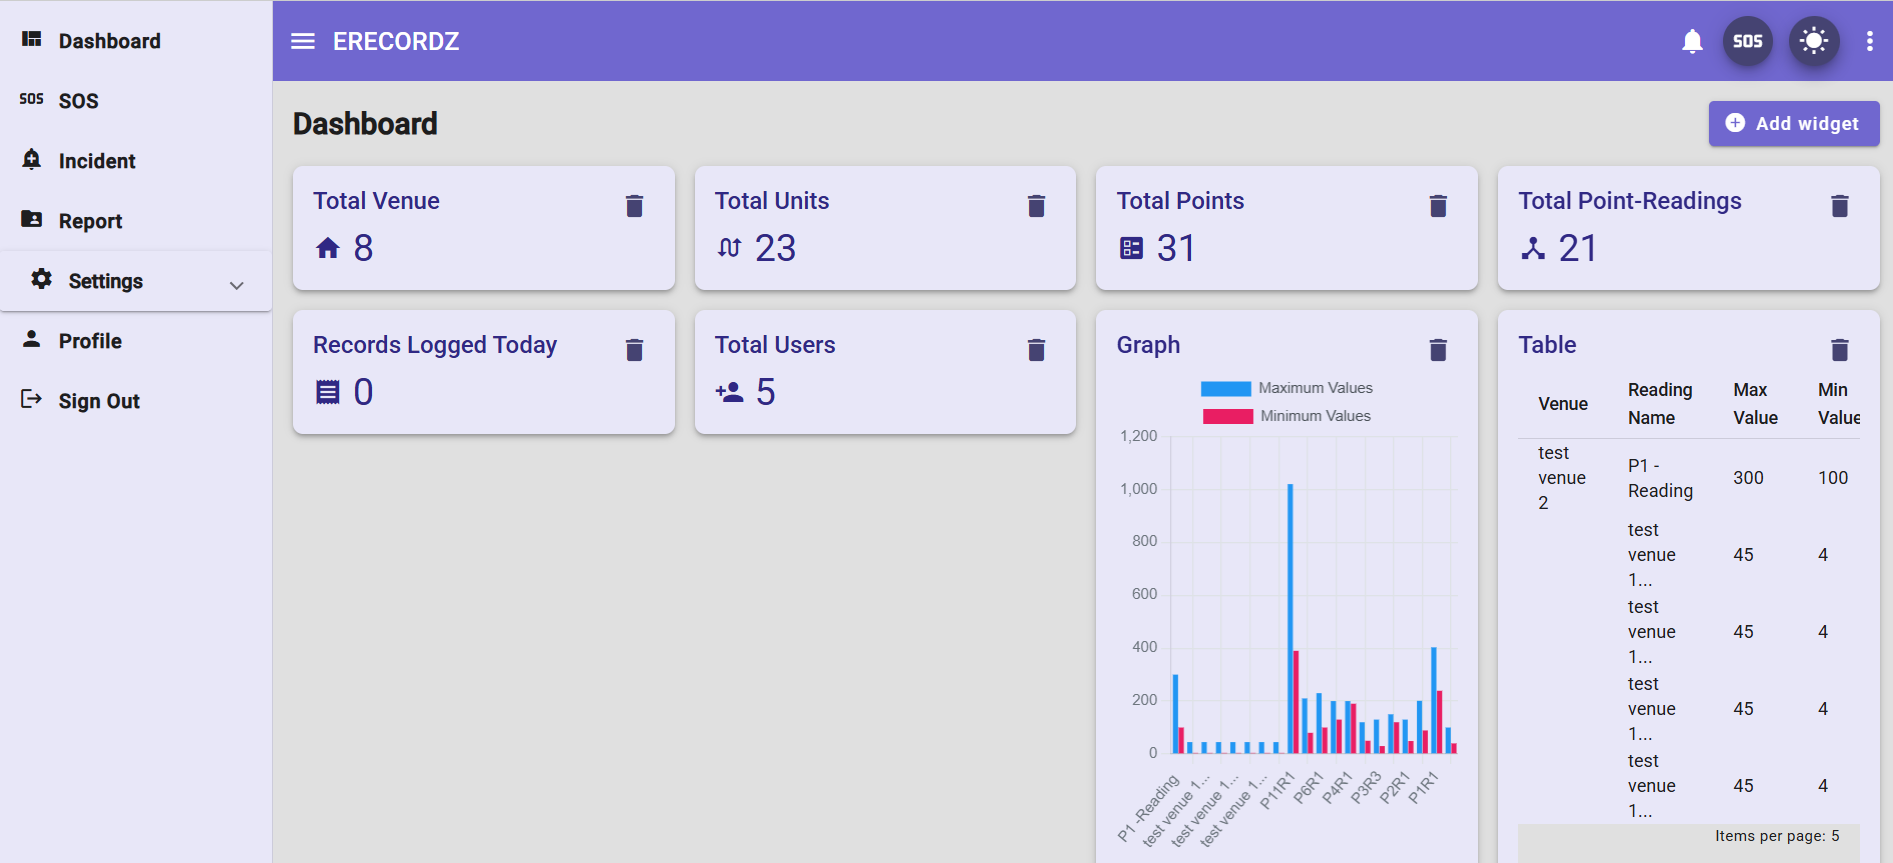 Dashboard
SOS
SOS
Incident
Report
Settings
Profile
Sign Out
ERECORDZ
SOS
Dashboard
Add widget
Total Venue
8
Total Units
23
Total Points
31
Total Point-Readings
21
Records Logged Today
0
Total Users
5
Graph
Maximum Values
Minimum Values
1,200
1,000
800
600
400
200
0
P1 -Reading
test venue 1...
test venue 1...
test venue 1...
P11R1
P6R1
P4R1
P3R3
P2R1
P1R1
Table
Venue
Reading
Name
Max
Value
Min
Value
test
venue
2
P1 -
Reading
300
100
test
venue
1...
45
4
test
venue
1...
45
4
test
venue
1...
45
4
test
venue
1...
45
4
Items per page: 5